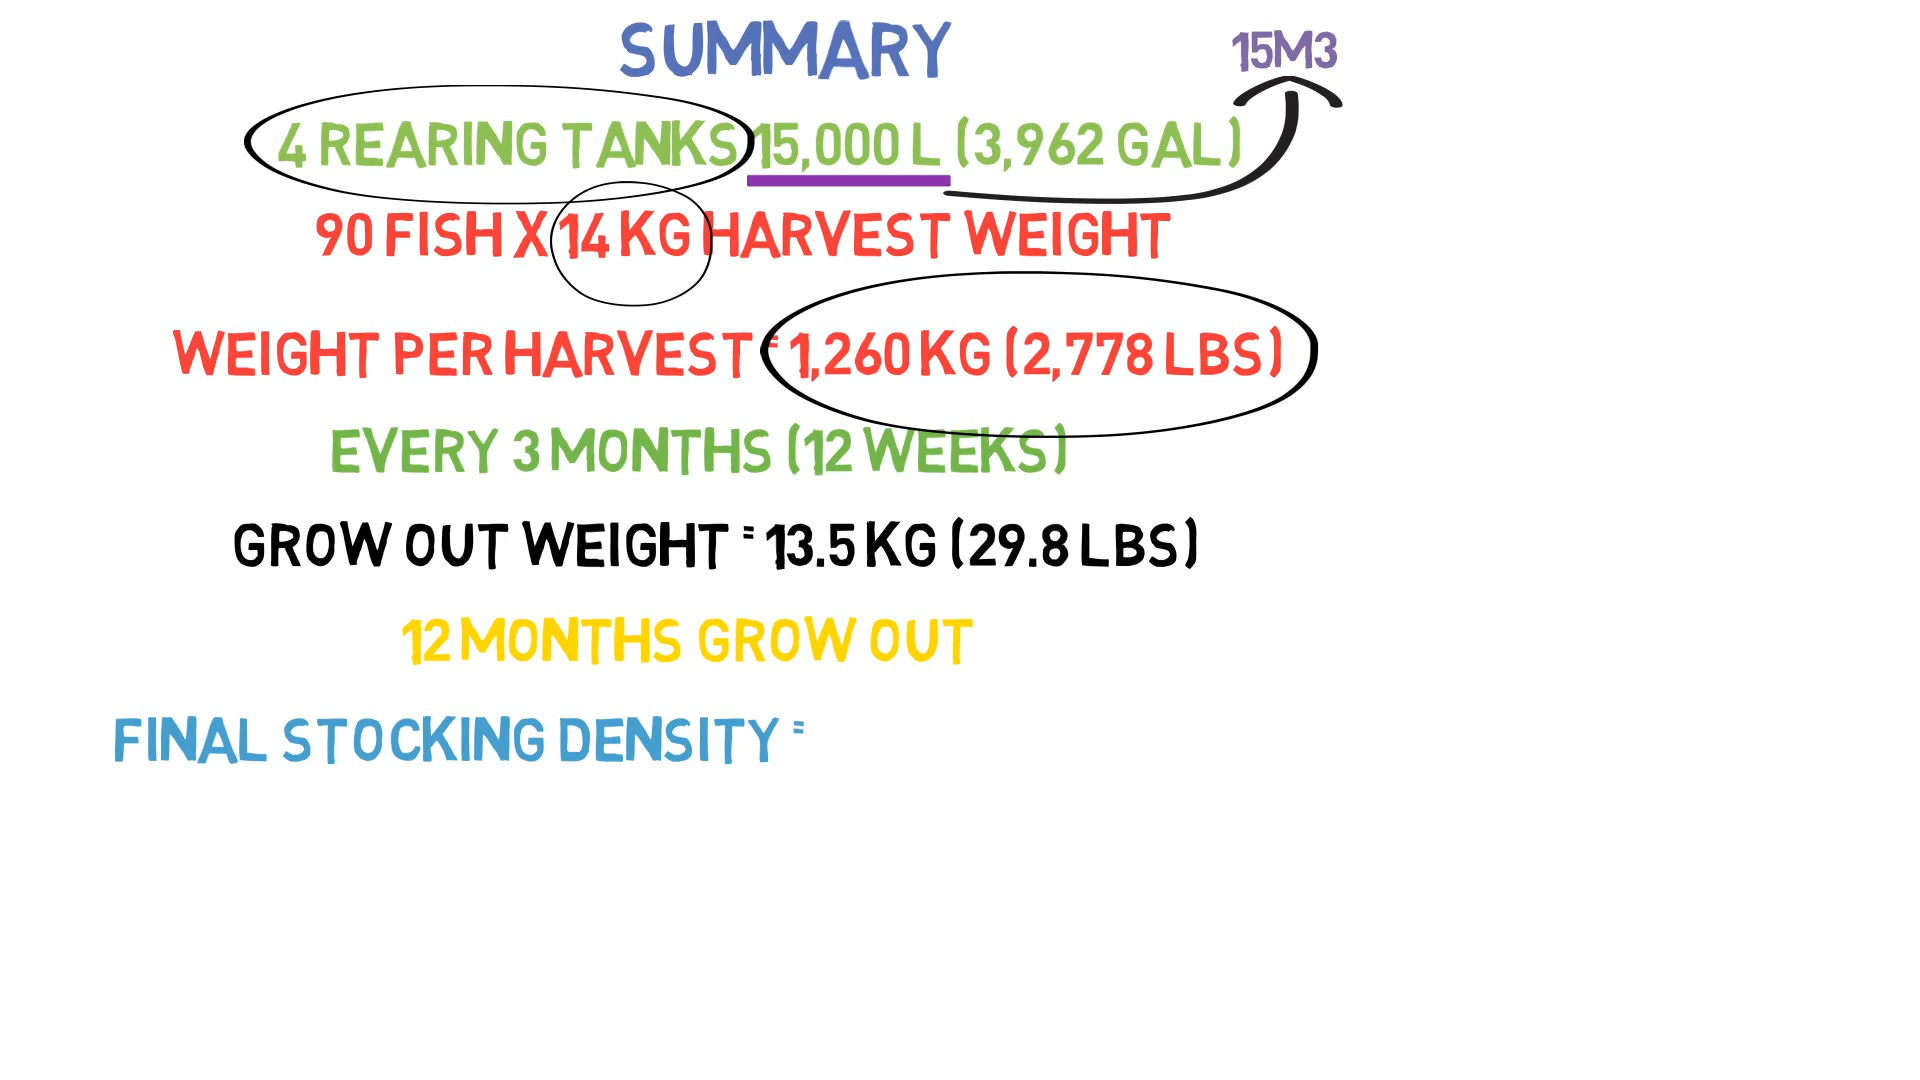 SUMMARY
15M3
4 REARING TANKS 15,000 L (3,962 GAL)
90 FISH X 14 KG HARVEST WEIGHT
WEIGHT PER HARVEST = 1,260 KG (2,778 LBS)
EVERY 3 MONTHS (12 WEEKS)
GROW OUT WEIGHT = 13.5 KG (29.8 LBS)
12 MONTHS GROW OUT
FINAL STOCKING DENSITY =